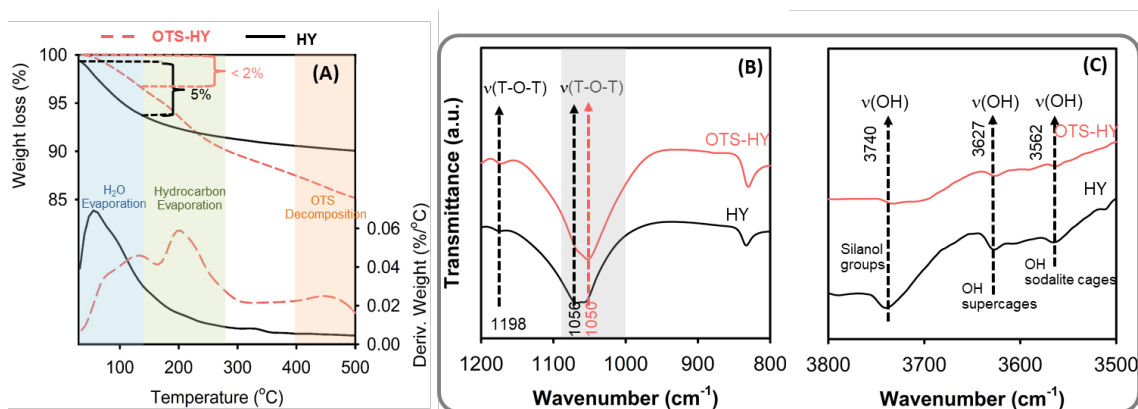 OTS-HY
HY
(A)
Weight loss (%)
100
95
90
85
< 2%
5%
H₂O
Evaporation
Hydrocarbon
Evaporation
OTS
Decomposition
0.06
0.04
0.02
0.00
Deriv. Weight (%/°C)
100
200
300
400
500
Temperature (°C)
(B)
Transmittance (a.u.)
ν(T-O-T)
ν(T-O-T)
OTS-HY
HY
1198
1050
1050
1200
1100
1000
900
800
Wavenumber (cm⁻¹)
(C)
ν(OH)
ν(OH)
ν(OH)
3740
3627
3562
OTS-HY
HY
Silanol
groups
OH
supercages
OH
sodalite cages
3800
3700
3600
3500
Wavenumber (cm⁻¹)